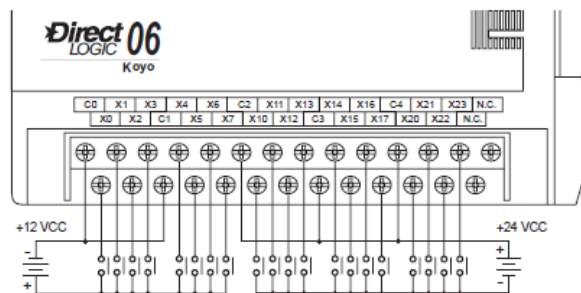 Direct 06
LOGIC
Koyo
C0 X1 X3 X4 X6 C2 X11 X13 X14 X16 C4 X21 X23 N.C.
X0 X2 C1 X5 X7 X10 X12 C3 X15 X17 X20 X22 N.C.
+12 VCC +24 VCC
- +
+ -